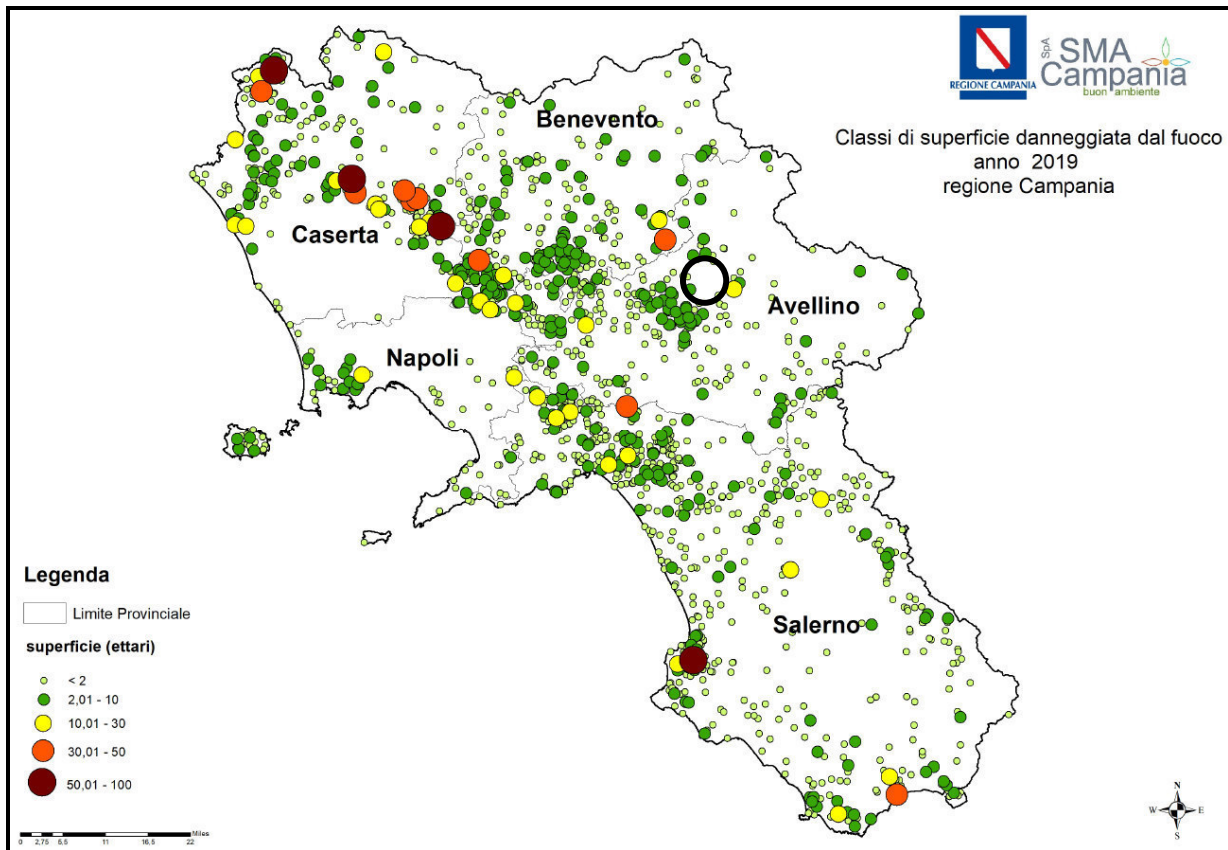 REGIONE CAMPANIA
SpA
SMA
Campania
buon ambiente
Classi di superficie danneggiata dal fuoco
anno 2019
regione Campania
Benevento
Caserta
Avellino
Napoli
Salerno
Legenda
Limite Provinciale
superficie (ettari)
< 2
2,01 - 10
10,01 - 30
30,01 - 50
50,01 - 100
Miles
0 2,75 5,5 11 16,5 22
N
W E
S